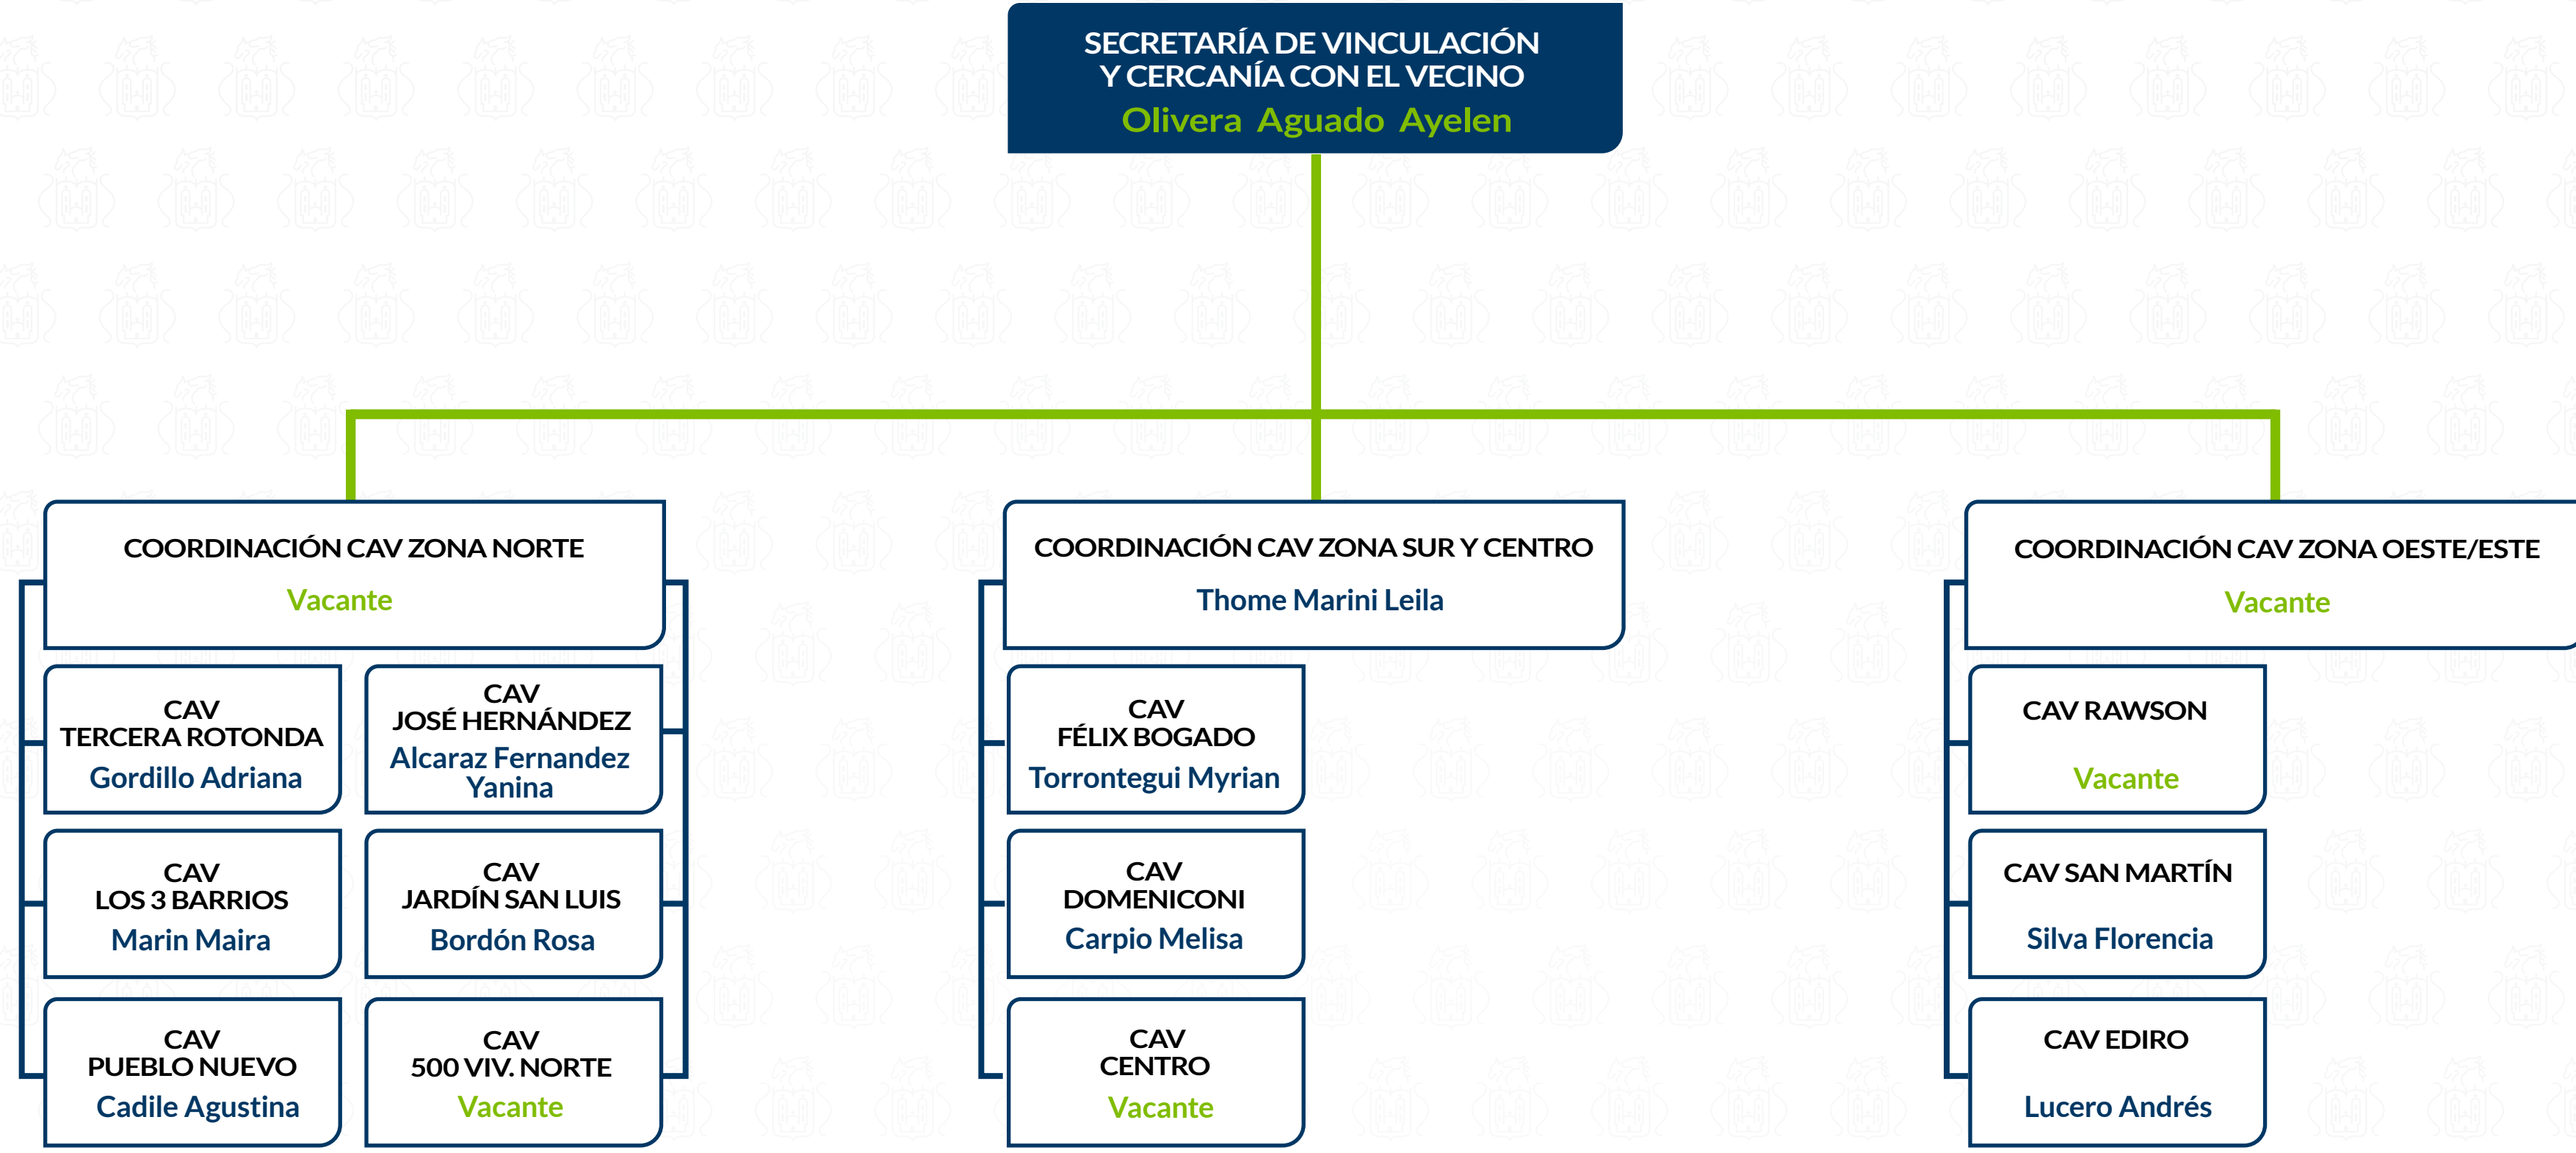 SECRETARÍA DE VINCULACIÓN
Y CERCANÍA CON EL VECINO
Olivera Aguado Ayelen
COORDINACIÓN CAV ZONA NORTE
Vacante
CAV
TERCERA ROTONDA
Gordillo Adriana
CAV
JOSÉ HERNÁNDEZ
Alcaraz Fernandez
Yanina
CAV
LOS 3 BARRIOS
Marin Maira
CAV
JARDÍN SAN LUIS
Bordón Rosa
CAV
PUEBLO NUEVO
Cadile Agustina
CAV
500 VIV. NORTE
Vacante
COORDINACIÓN CAV ZONA SUR Y CENTRO
Thome Marini Leila
CAV
FÉLIX BOGADO
Torrontegui Myrian
CAV
DOMENICONI
Carpio Melisa
CAV
CENTRO
Vacante
COORDINACIÓN CAV ZONA OESTE/ESTE
Vacante
CAV RAWSON
Vacante
CAV SAN MARTÍN
Silva Florencia
CAV EDIRO
Lucero Andrés